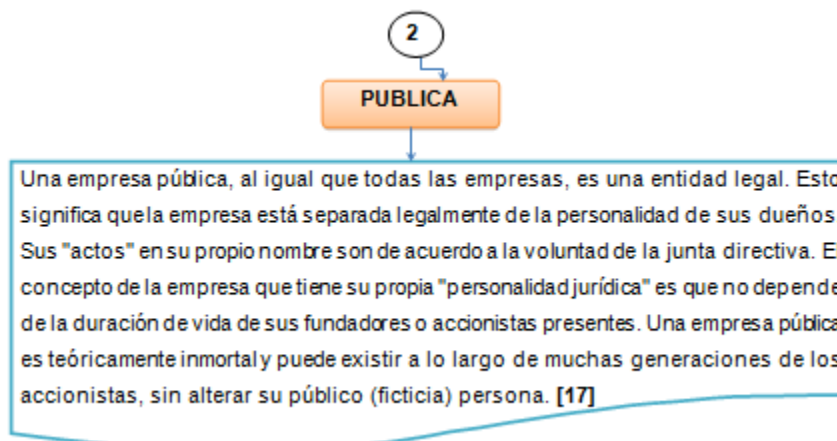 2
PUBLICA
Una empresa pública, al igual que todas las empresas, es una entidad legal. Esto
significa que la empresa está separada legalmente de la personalidad de sus dueños.
Sus "actos" en su propio nombre son de acuerdo a la voluntad de la junta directiva. El
concepto de la empresa que tiene su propia "personalidad jurídica" es que no depende
de la duración de vida de sus fundadores o accionistas presentes. Una empresa pública
es teóricamente inmortal y puede existir a lo largo de muchas generaciones de los
accionistas, sin alterar su público (ficticia) persona. [17]